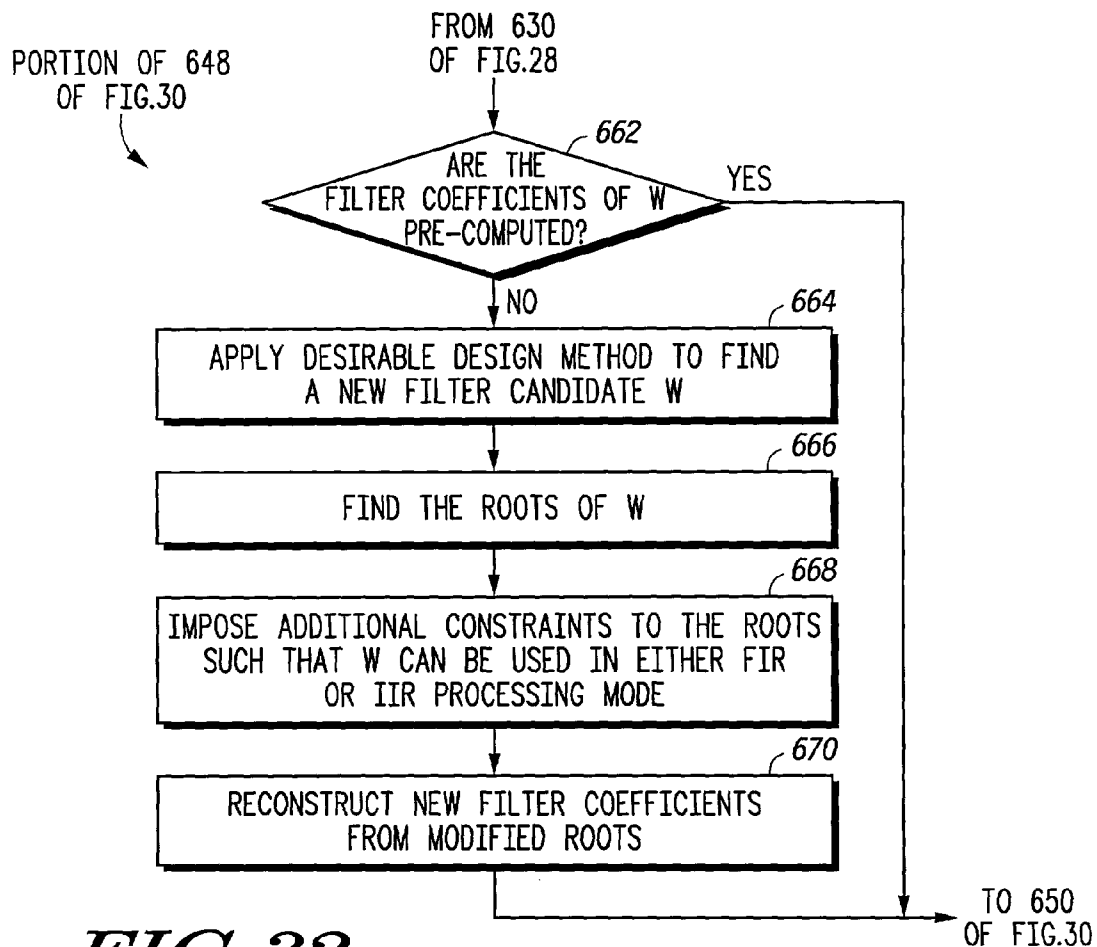 FROM 630
OF FIG.28
PORTION OF 648
OF FIG.30
662
ARE THE
FILTER COEFFICIENTS OF W
PRE-COMPUTED?
YES
NO
664
APPLY DESIRABLE DESIGN METHOD TO FIND
A NEW FILTER CANDIDATE W
666
FIND THE ROOTS OF W
668
IMPOSE ADDITIONAL CONSTRAINTS TO THE ROOTS
SUCH THAT W CAN BE USED IN EITHER FIR
OR IIR PROCESSING MODE
670
RECONSTRUCT NEW FILTER COEFFICIENTS
FROM MODIFIED ROOTS
TO 650
OF FIG.30